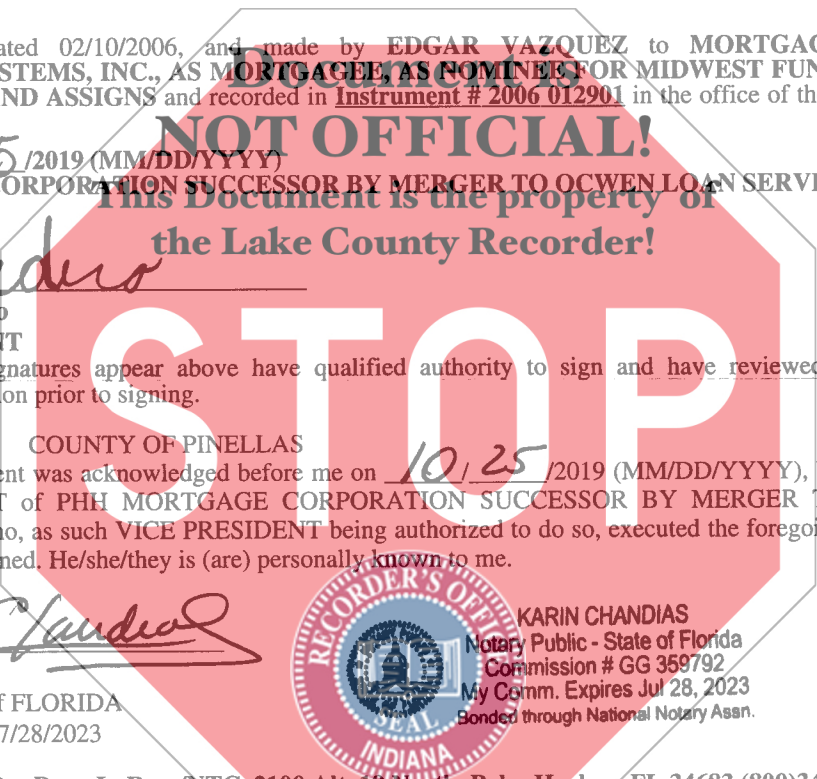 ated 02/10/2006, and made by EDGAR VAZQUEZ to MORTGAG
STEMS, INC., AS MORTGAGEE, AS NOMINEE FOR MIDWEST FUN
ND ASSIGNS and recorded in Instrument # 2006 012901 in the office of th
Document is
NOT OFFICIAL!
This Document is the property of
the Lake County Recorder!
5/2019 (MM/DD/YYYY)
CORPORATION SUCCESSOR BY MERGER TO OCWEN LOAN SERVI
STOP
NT
gnatures appear above have qualified authority to sign and have reviewed
on prior to signing.
COUNTY OF PINELLAS
ent was acknowledged before me on 10/25/2019 (MM/DD/YYYY),
T of PHH MORTGAGE CORPORATION SUCCESSOR BY MERGER T
no, as such VICE PRESIDENT being authorized to do so, executed the foregoi
ned. He/she/they is (are) personally known to me.
RECORDER'S OFFICE
SEAL
INDIANA
KARIN CHANDIAS
Notary Public - State of Florida
Commission # GG 359792
My Comm. Expires Jul 28, 2023
Bonded through National Notary Assn.
f FLORIDA
7/28/2023